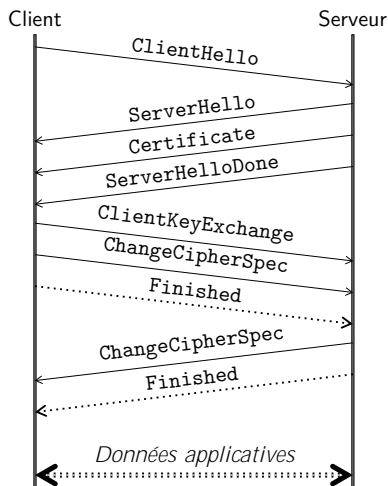 Client Serveur
ClientHello
ServerHello
Certificate
ServerHelloDone
ClientKeyExchange
ChangeCipherSpec
Finished
ChangeCipherSpec
Finished
Données applicatives